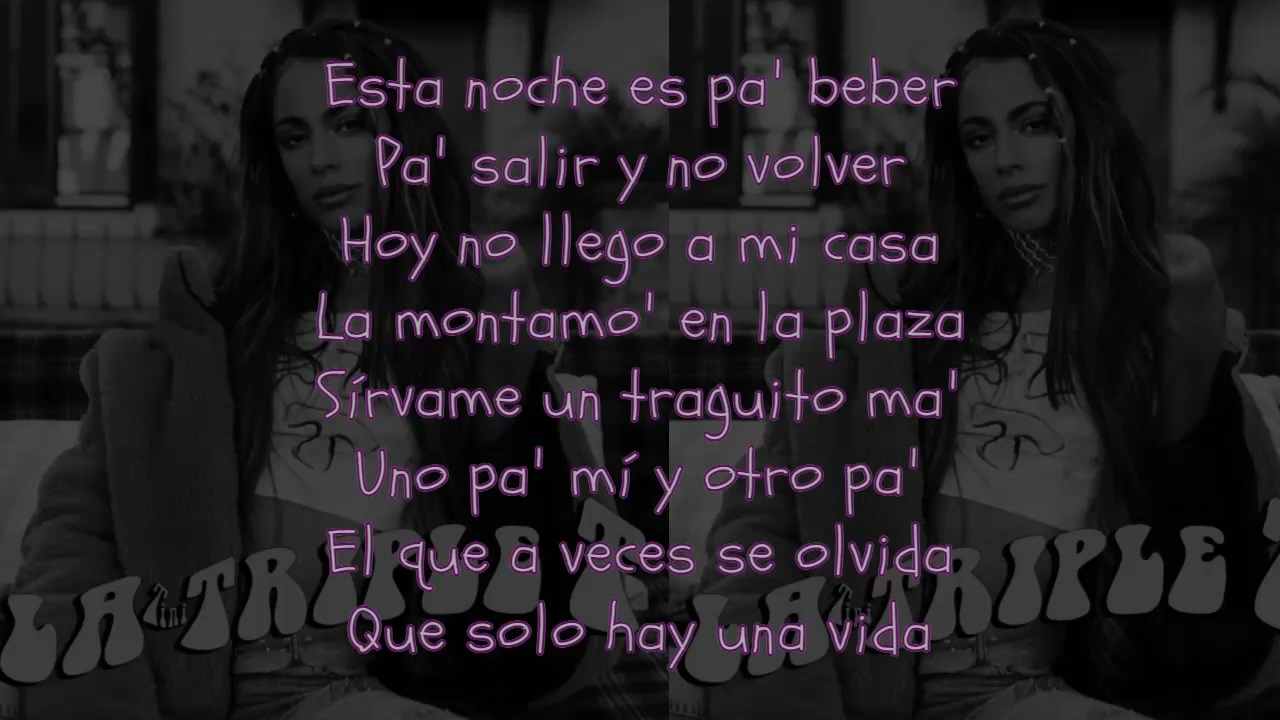 Esta noche es pa' beber
Pa' salir y no volver
Hoy no llego a mi casa
La montamo' en la plaza
Sírvame un traguito ma'
Uno pa' mí y otro pa'
El que a veces se olvida
Que solo hay una vida
LA TRIPLE T
Tini
LA TRIPLE T
Tini